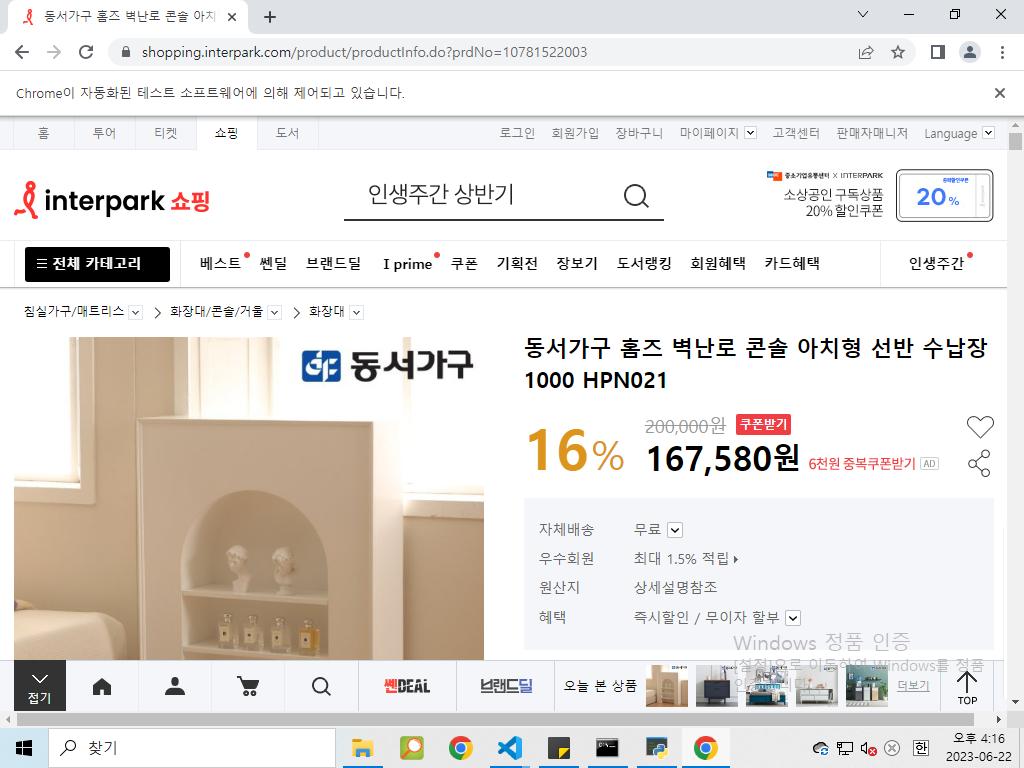 동서가구 홈즈 벽난로 콘솔 아치
shopping.interpark.com/product/productInfo.do?prdNo=10781522003
Chrome이 자동화된 테스트 소프트웨어에 의해 제어되고 있습니다.
홈 투어 티켓 쇼핑 도서 로그인 회원가입 장바구니 마이페이지 고객센터 판매자매니저 Language
interpark 쇼핑
인생주간 상반기
중소기업유통센터 X INTERPARK
소상공인 구독상품
20% 할인쿠폰
중복할인쿠폰
20%
전체 카테고리 베스트 쎈딜 브랜드딜 I prime 쿠폰 기획전 장보기 도서랭킹 회원혜택 카드혜택 인생주간
침실가구/매트리스 화장대/콘솔/거울 화장대
동서가구
동서가구 홈즈 벽난로 콘솔 아치형 선반 수납장
1000 HPN021
16%
200,000원 쿠폰받기
167,580원 6천원 중복쿠폰받기 AD
자체배송 무료
우수회원 최대 1.5% 적립
원산지 상세설명참조
혜택 즉시할인 / 무이자 할부
Windows 정품 인증
[설정]으로 이동하여 Windows를 정품
접기
쎈DEAL
브랜드딜
오늘 본 상품
더보기
TOP
찾기
한
오후 4:16
2023-06-22